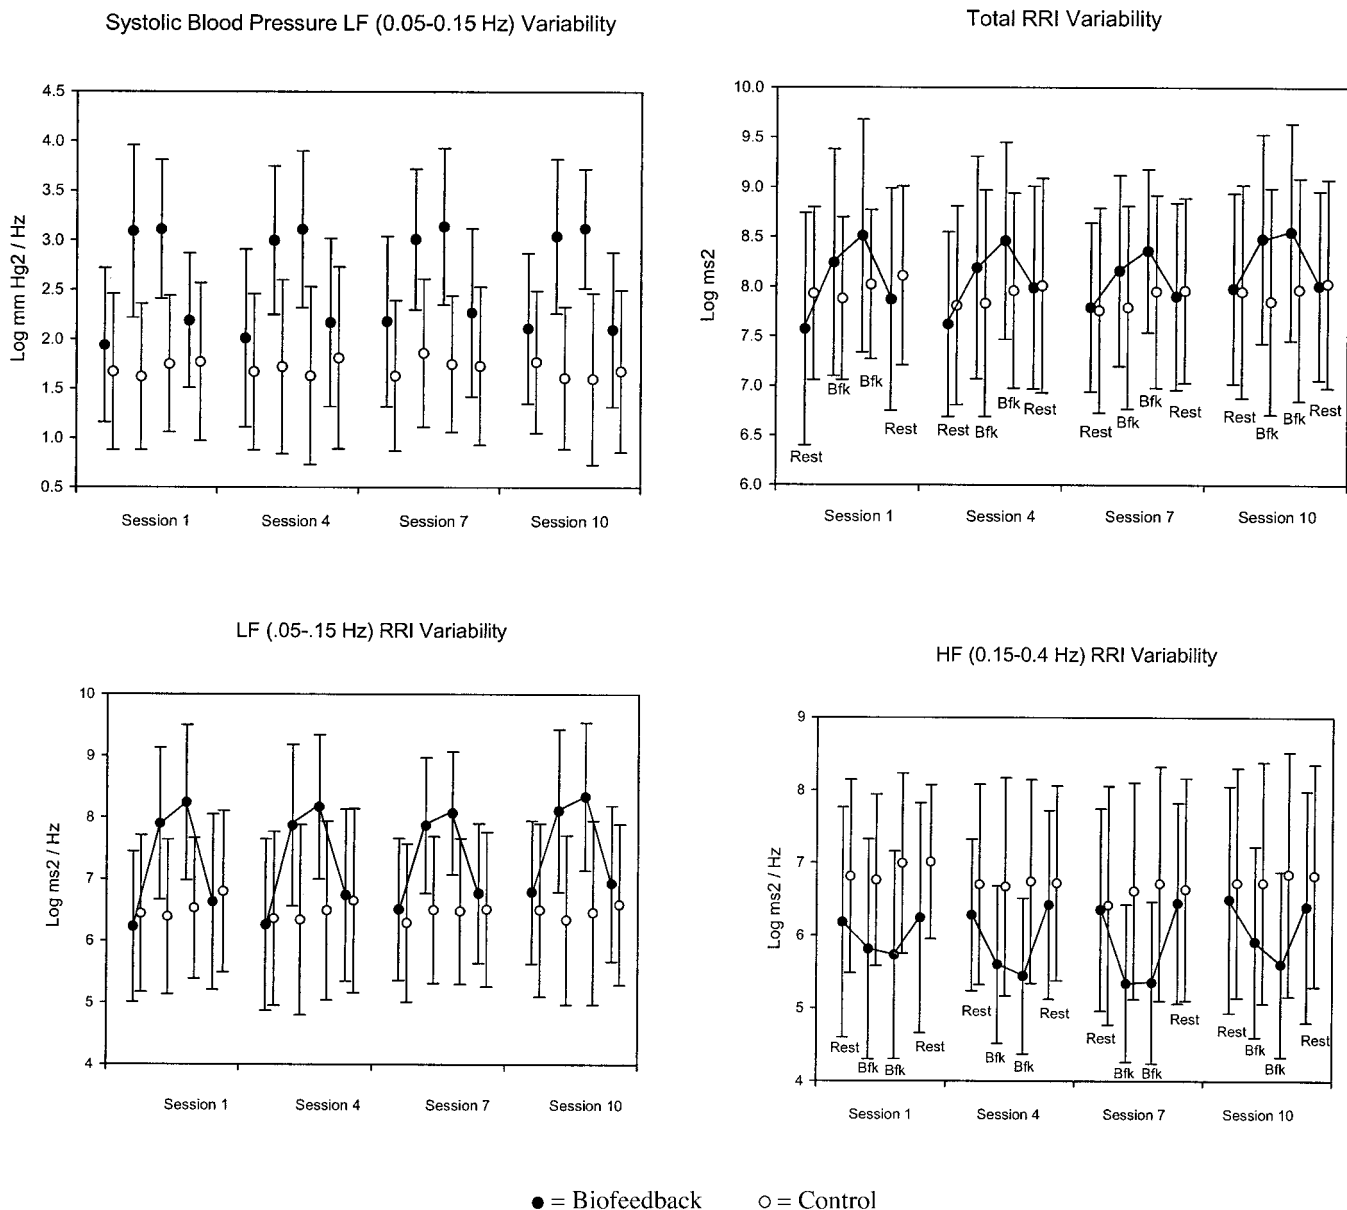 Systolic Blood Pressure LF (0.05-0.15 Hz) Variability
4.5
4.0
3.5
3.0
2.5
2.0
1.5
1.0
0.5
Log mm Hg2 / Hz
Session 1
Session 4
Session 7
Session 10
Total RRI Variability
10.0
9.5
9.0
8.5
8.0
7.5
7.0
6.5
6.0
Log ms2
Rest
Bfk
Bfk
Rest
Rest
Bfk
Bfk
Rest
Rest
Bfk
Bfk
Rest
Rest
Bfk
Bfk
Rest
Session 1
Session 4
Session 7
Session 10
LF (.05-.15 Hz) RRI Variability
10
9
8
7
6
5
4
Log ms2 / Hz
Session 1
Session 4
Session 7
Session 10
HF (0.15-0.4 Hz) RRI Variability
9
8
7
6
5
4
Log ms2 / Hz
Rest
Bfk
Bfk
Rest
Rest
Bfk
Bfk
Rest
Rest
Bfk
Bfk
Rest
Rest
Bfk
Bfk
Rest
Session 1
Session 4
Session 7
Session 10
● = Biofeedback ○ = Control